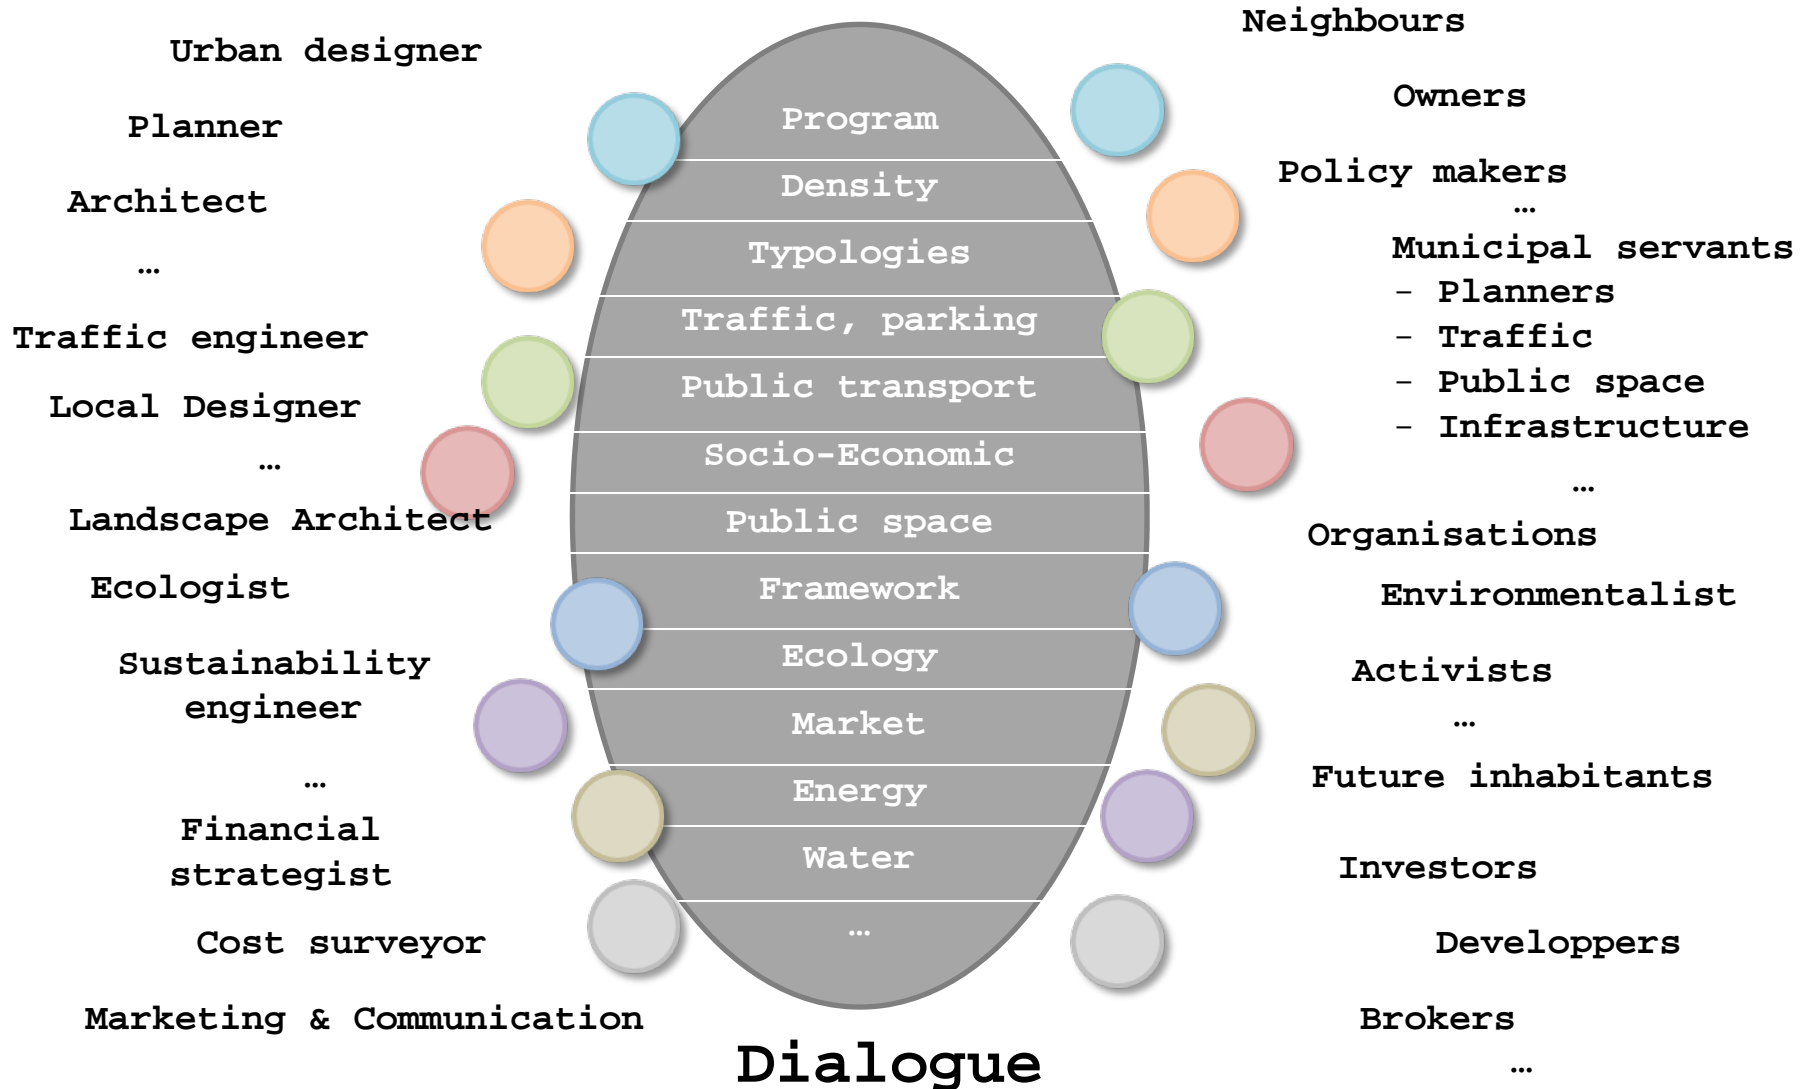 Urban designer
Planner
Architect
…
Traffic engineer
Local Designer
…
Landscape Architect
Ecologist
Sustainability
engineer
…
Financial
strategist
Cost surveyor
Marketing & Communication
Program
Density
Typologies
Traffic, parking
Public transport
Socio-Economic
Public space
Framework
Ecology
Market
Energy
Water
…
Dialogue
Neighbours
Owners
Policy makers
…
Municipal servants
- Planners
- Traffic
- Public space
- Infrastructure
…
Organisations
Environmentalist
Activists
…
Future inhabitants
Investors
Developpers
Brokers
…